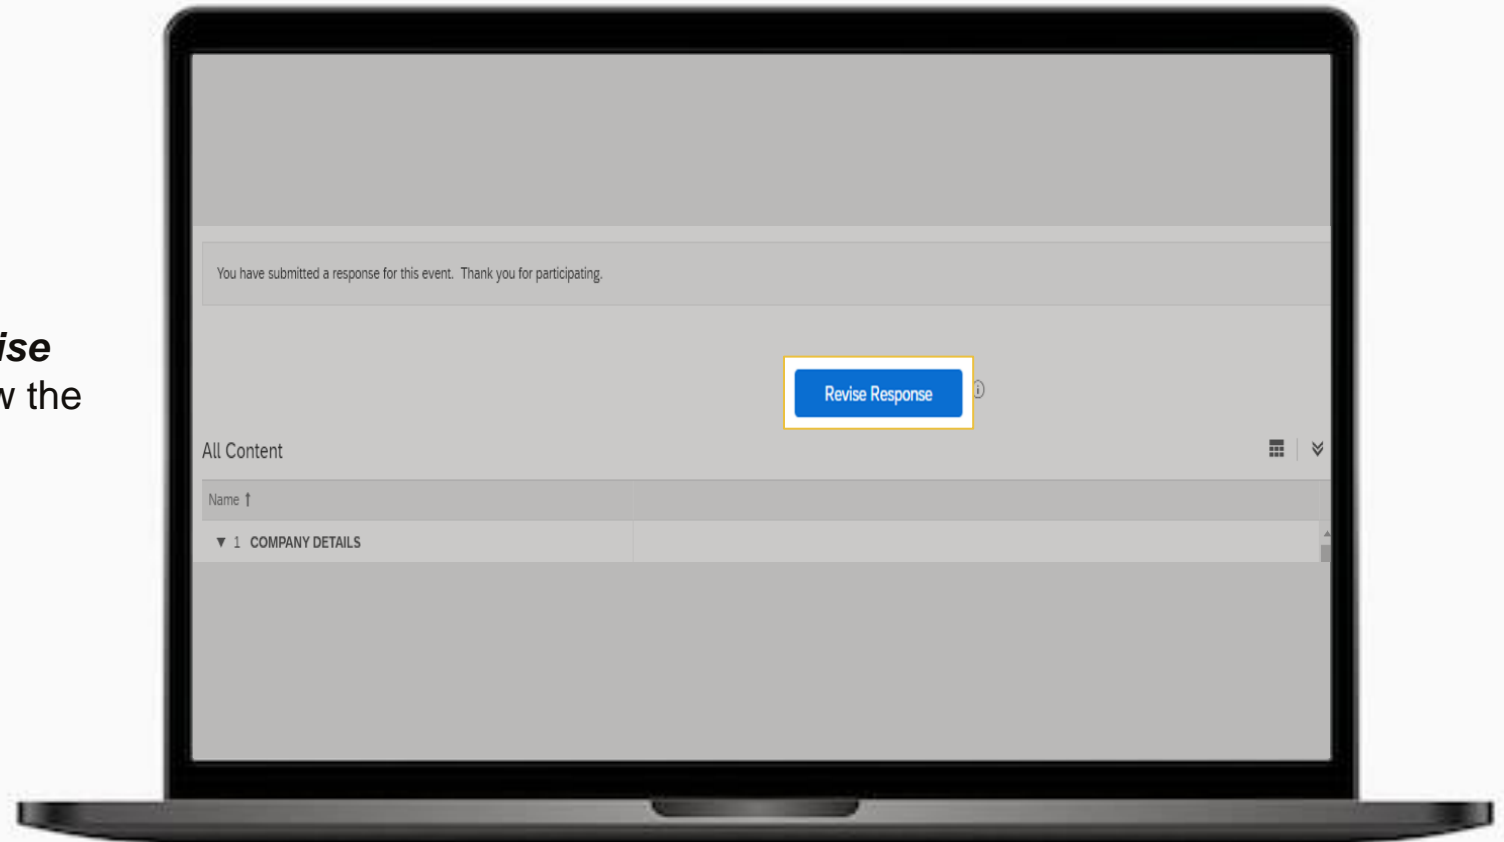 ise
w the
You have submitted a response for this event. Thank you for participating.
Revise Response
All Content
Name ↑
▼ 1 COMPANY DETAILS